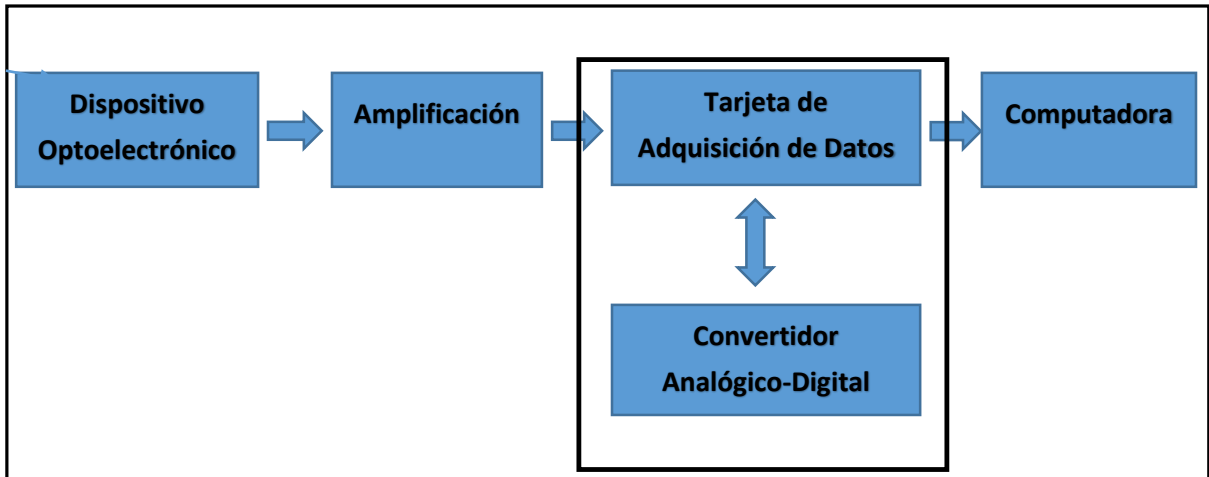 Dispositivo
Optoelectrónico
Amplificación
Tarjeta de
Adquisición de Datos
Computadora
Convertidor
Analógico-Digital